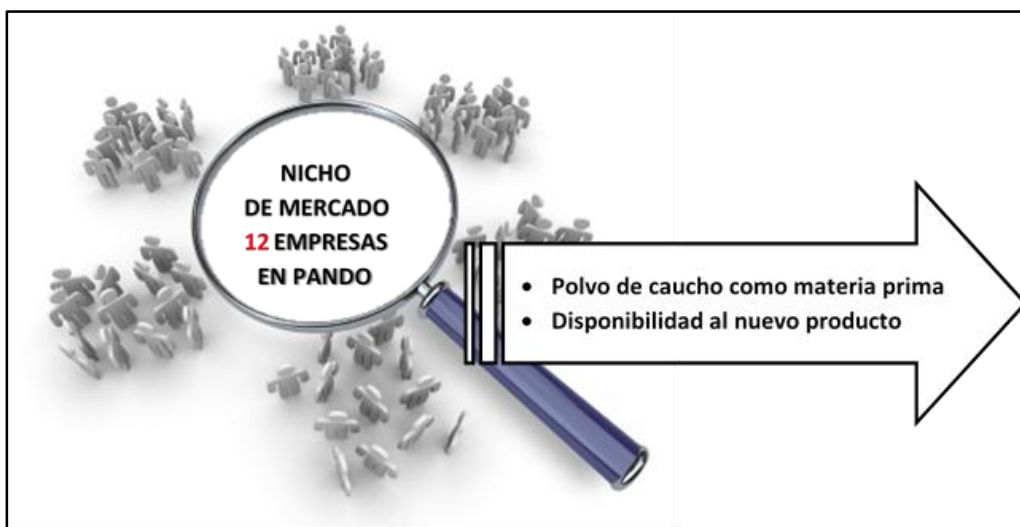 NICHO
DE MERCADO
12 EMPRESAS
EN PANDO
• Polvo de caucho como materia prima
• Disponibilidad al nuevo producto